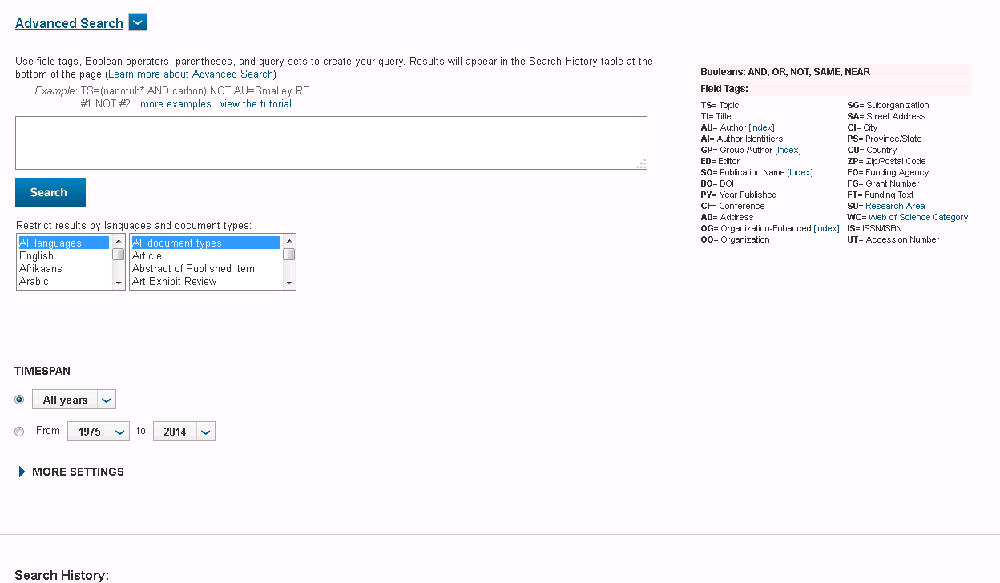 Advanced Search
Use field tags, Boolean operators, parentheses, and query sets to create your query. Results will appear in the Search History table at the
bottom of the page.(Learn more about Advanced Search)
Example: TS=(nanotub* AND carbon) NOT AU=Smalley RE
#1 NOT #2 more examples | view the tutorial
Search
Restrict results by languages and document types:
All languages
English
Afrikaans
Arabic
All document types
Article
Abstract of Published Item
Art Exhibit Review
Booleans: AND, OR, NOT, SAME, NEAR
Field Tags:
TS= Topic
TI= Title
AU= Author [Index]
AI= Author Identifiers
GP= Group Author [Index]
ED= Editor
SO= Publication Name [Index]
DO= DOI
PY= Year Published
CF= Conference
AD= Address
OG= Organization-Enhanced [Index]
OO= Organization
SG= Suborganization
SA= Street Address
CI= City
PS= Province/State
CU= Country
ZP= Zip/Postal Code
FO= Funding Agency
FG= Grant Number
FT= Funding Text
SU= Research Area
WC= Web of Science Category
IS= ISSN/ISBN
UT= Accession Number
TIMESPAN
All years
From 1975 to 2014
MORE SETTINGS
Search History: